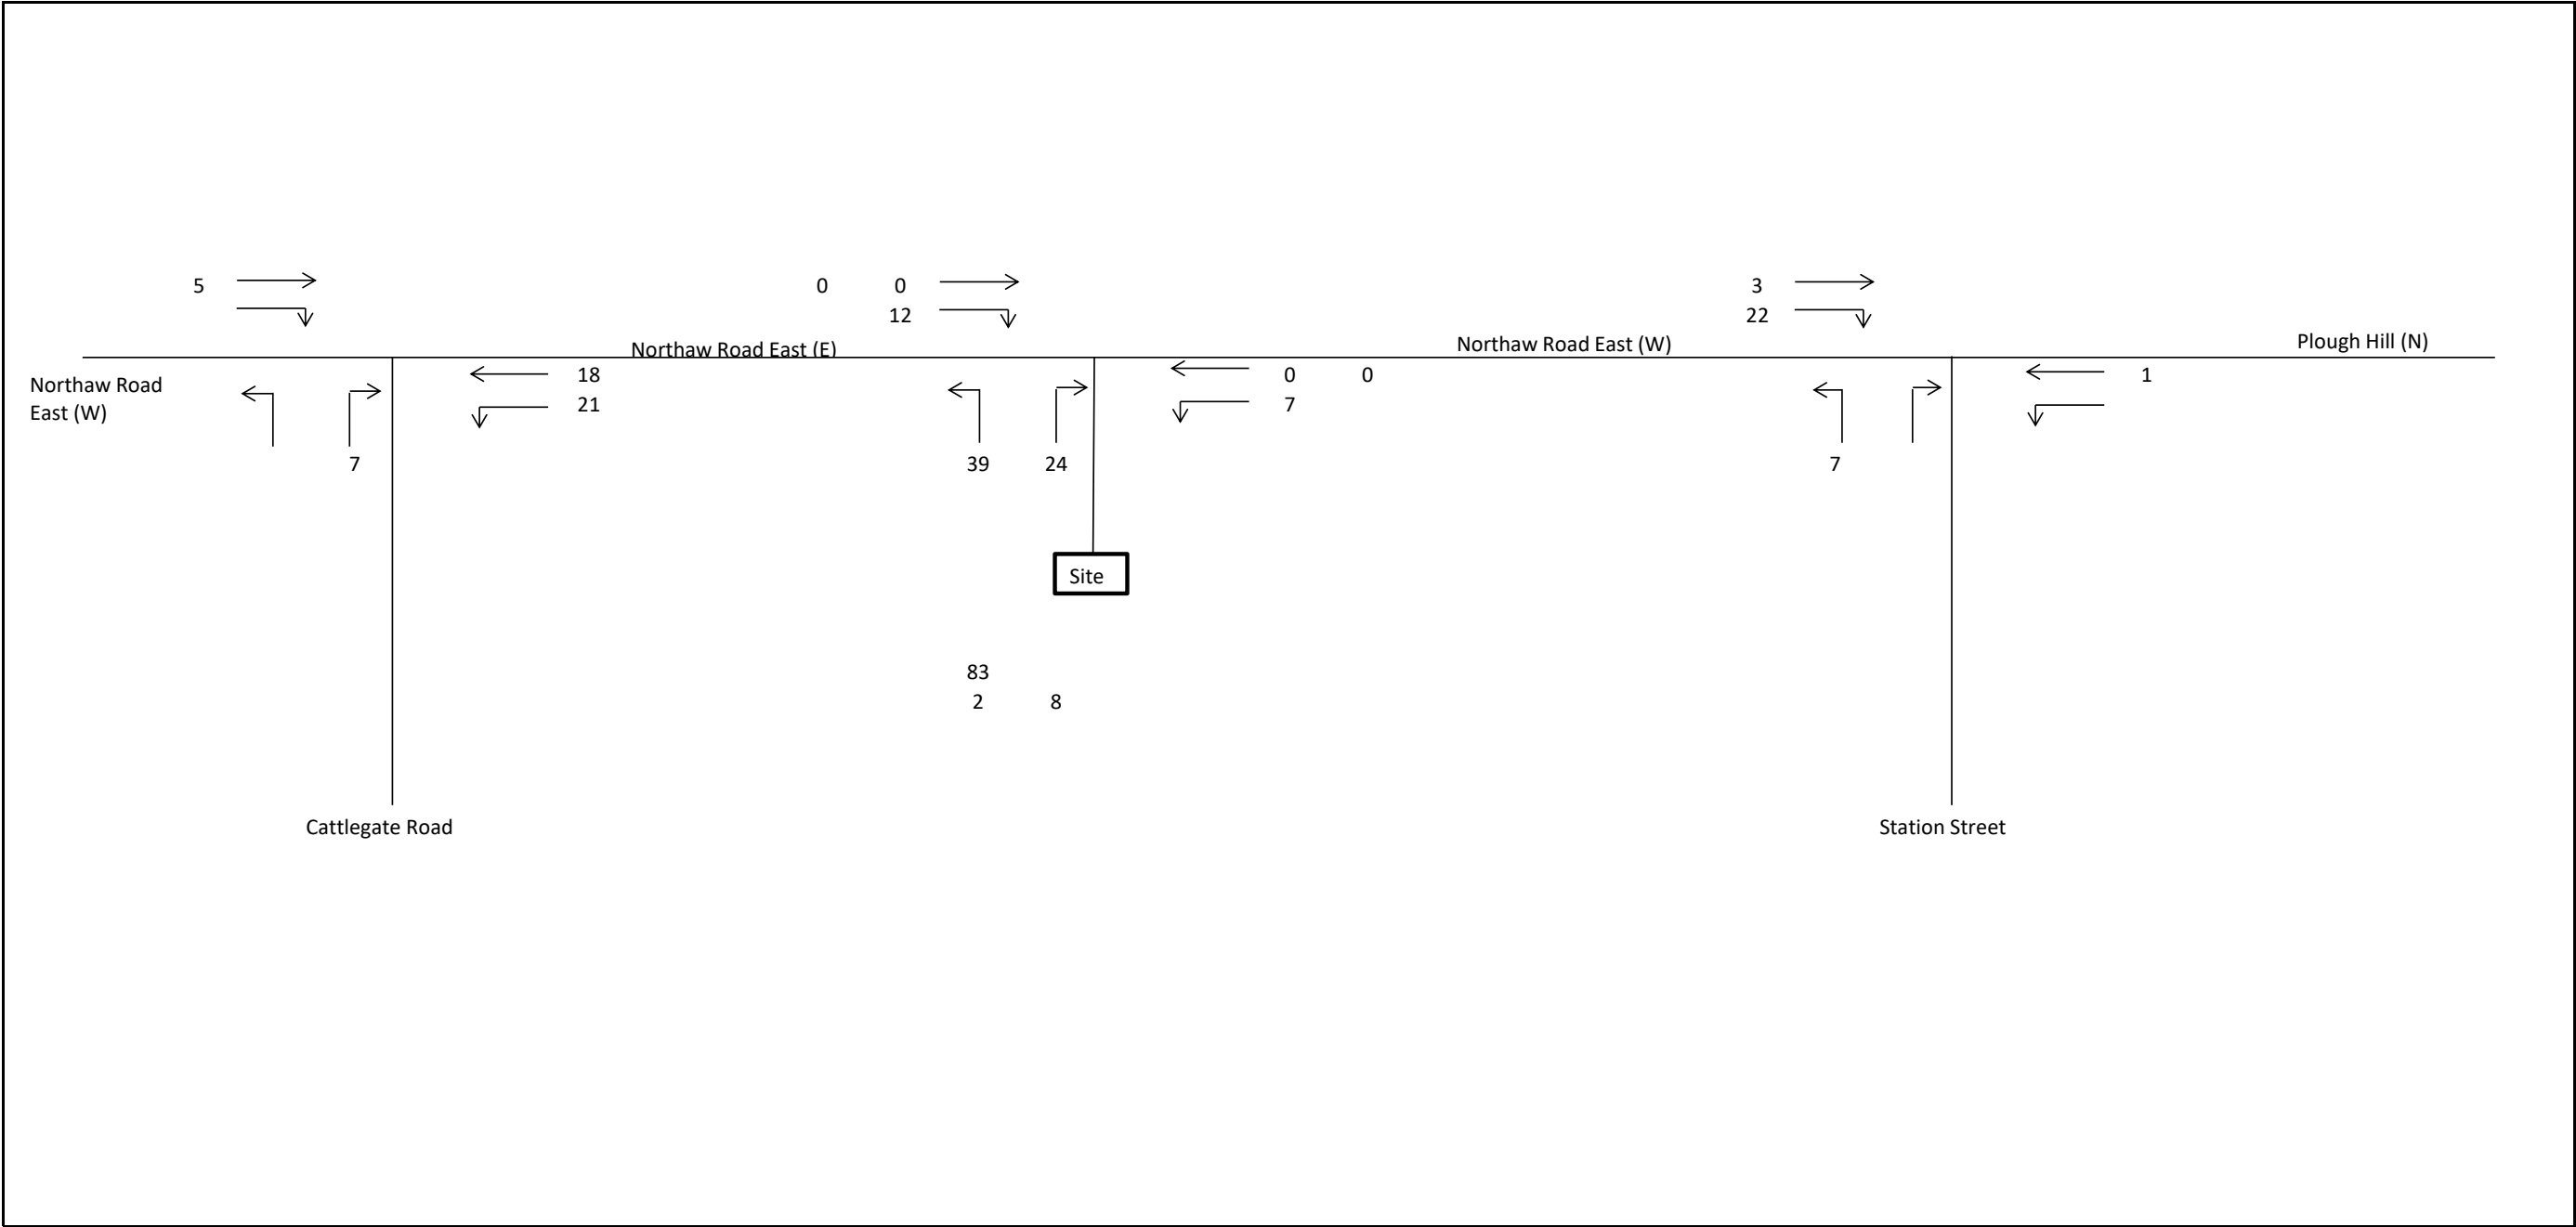 5
0 0
3
12
22
Northaw Road East (E)
Northaw Road East (W)
Plough Hill (N)
Northaw Road
East (W)
18
0 0
1
21
7
7
39 24
7
Site
83
2 8
Cattlegate Road
Station Street